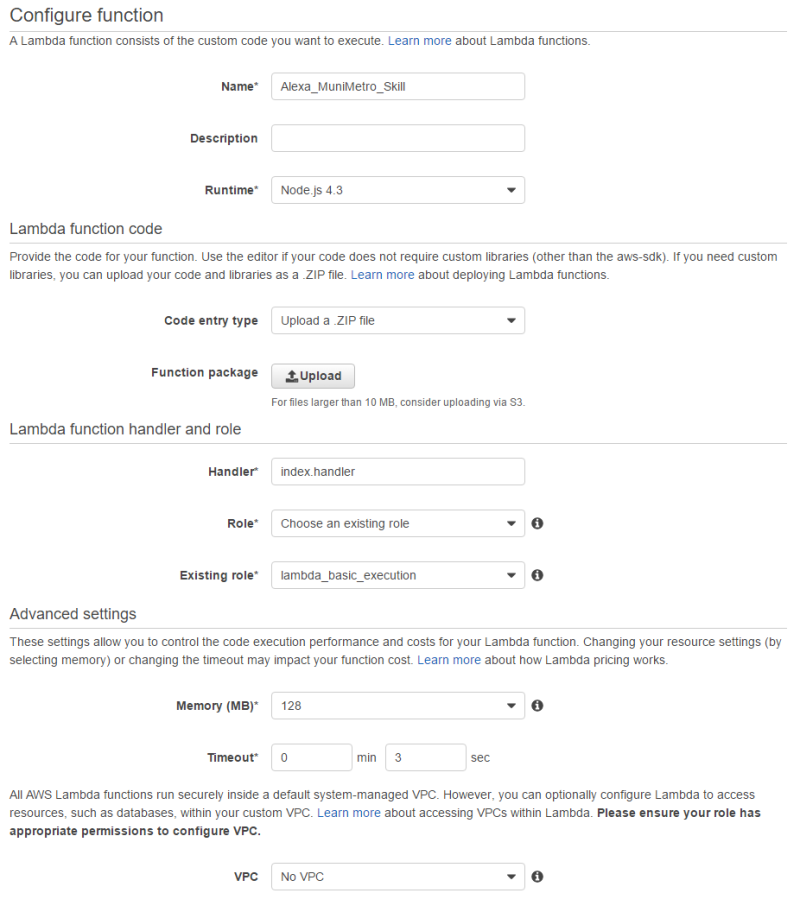 Configure function
A Lambda function consists of the custom code you want to execute. Learn more about Lambda functions.
Name* Alexa_MuniMetro_Skill
Description
Runtime* Node.js 4.3
Lambda function code
Provide the code for your function. Use the editor if your code does not require custom libraries (other than the aws-sdk). If you need custom
libraries, you can upload your code and libraries as a .ZIP file. Learn more about deploying Lambda functions.
Code entry type Upload a .ZIP file
Function package Upload
For files larger than 10 MB, consider uploading via S3.
Lambda function handler and role
Handler* index.handler
Role* Choose an existing role
Existing role* lambda_basic_execution
Advanced settings
These settings allow you to control the code execution performance and costs for your Lambda function. Changing your resource settings (by
selecting memory) or changing the timeout may impact your function cost. Learn more about how Lambda pricing works.
Memory (MB)* 128
Timeout* 0 min 3 sec
All AWS Lambda functions run securely inside a default system-managed VPC. However, you can optionally configure Lambda to access
resources, such as databases, within your custom VPC. Learn more about accessing VPCs within Lambda. Please ensure your role has
appropriate permissions to configure VPC.
VPC No VPC